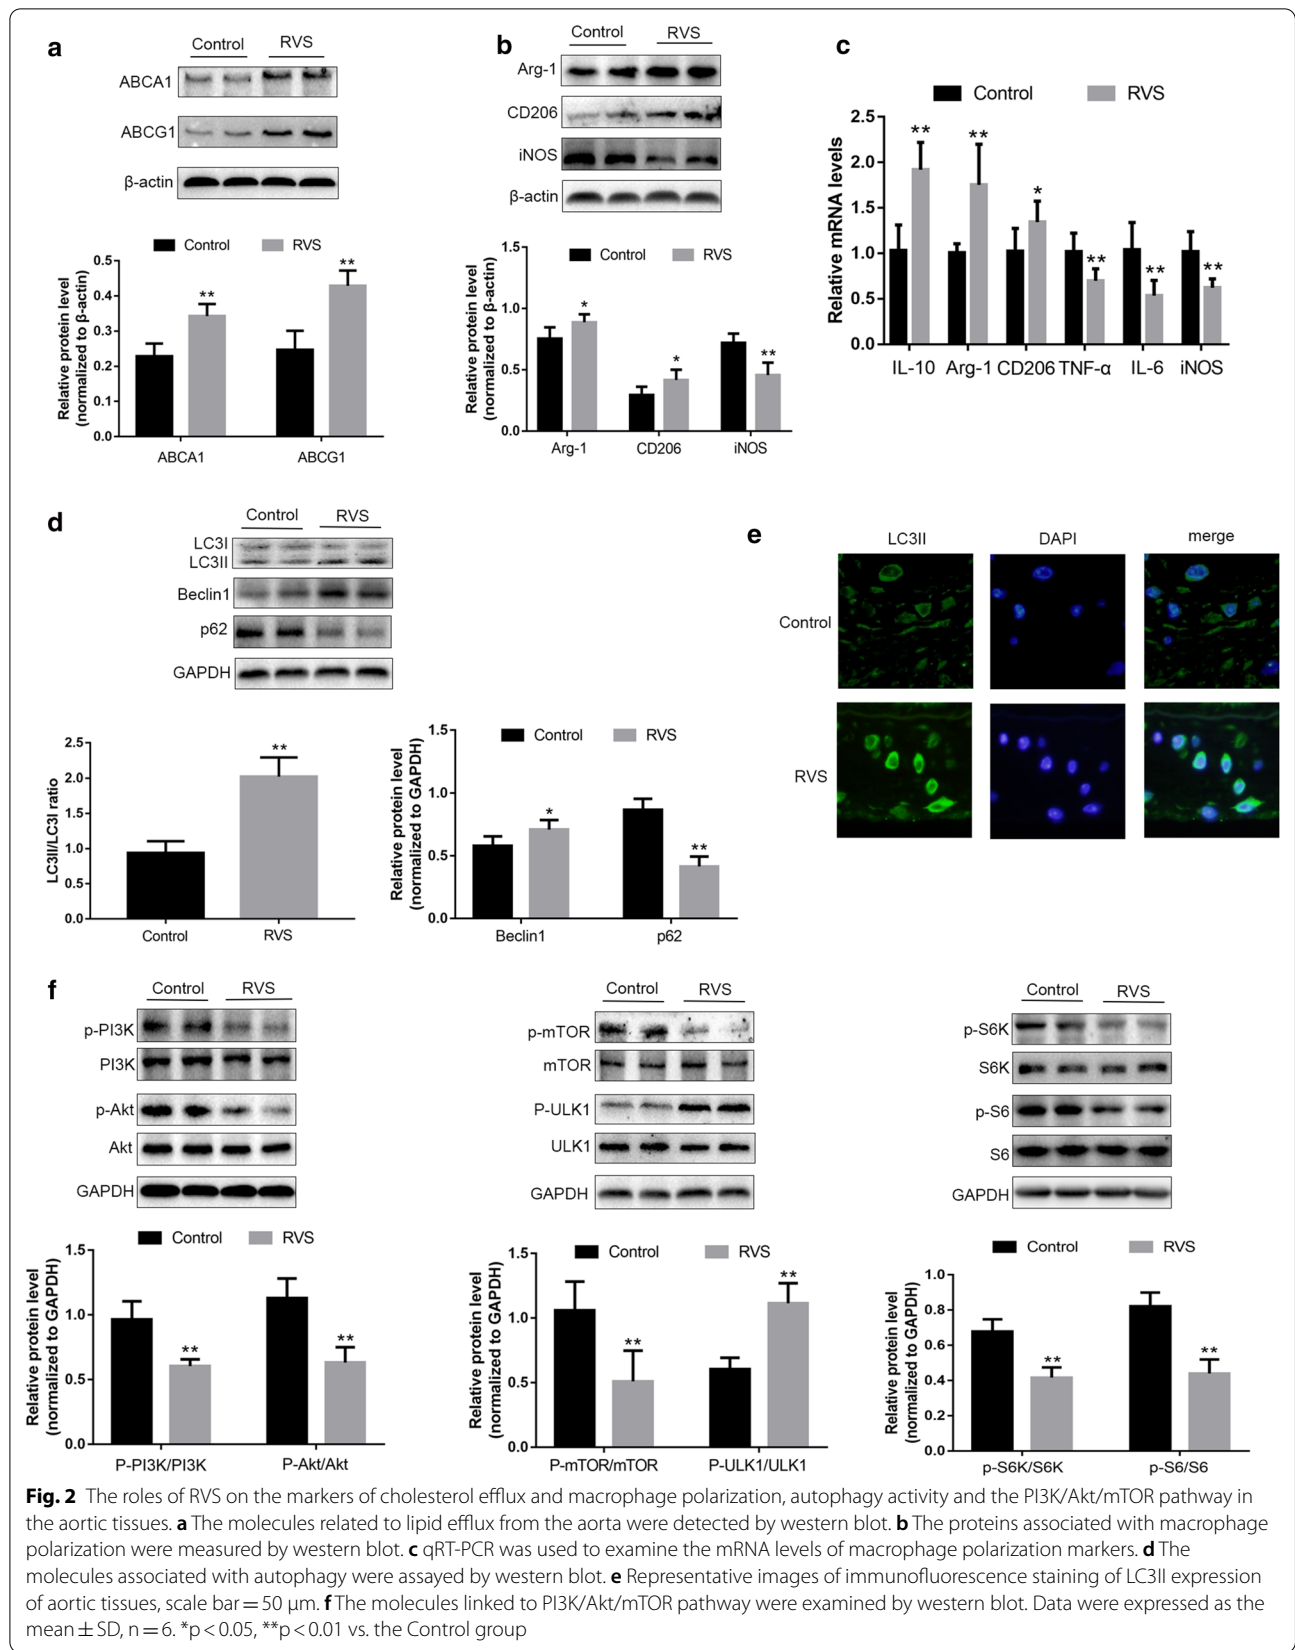 a
Control RVS
ABCA1
ABCG1
β-actin
Control RVS
Relative protein level
(normalized to β-actin)
0.5
0.4
0.3
0.2
0.1
0.0
** **
ABCA1 ABCG1
b
Control RVS
Arg-1
CD206
iNOS
β-actin
Control RVS
Relative protein level
(normalized to β-actin)
1.5
1.0
0.5
0.0
* * **
Arg-1 CD206 iNOS
c
Control RVS
Relative mRNA levels
2.5
2.0
1.5
1.0
0.5
0.0
** ** * ** ** **
IL-10 Arg-1 CD206 TNF-α IL-6 iNOS
d
Control RVS
LC3I
LC3II
Beclin1
p62
GAPDH
LC3II/LC3I ratio
2.5
2.0
1.5
1.0
0.5
0.0
**
Control RVS
Control RVS
Relative protein level
(normalized to GAPDH)
1.5
1.0
0.5
0.0
* **
Beclin1 p62
e
LC3II DAPI merge
Control
RVS
f
Control RVS
p-PI3K
PI3K
p-Akt
Akt
GAPDH
Control RVS
Relative protein level
(normalized to GAPDH)
1.5
1.0
0.5
0.0
** **
P-PI3K/PI3K P-Akt/Akt
Control RVS
p-mTOR
mTOR
P-ULK1
ULK1
GAPDH
Control RVS
Relative protein level
(normalized to GAPDH)
1.5
1.0
0.5
0.0
** **
P-mTOR/mTOR P-ULK1/ULK1
Control RVS
p-S6K
S6K
p-S6
S6
GAPDH
Control RVS
Relative protein level
(normalized to GAPDH)
1.0
0.8
0.6
0.4
0.2
0.0
** **
p-S6K/S6K p-S6/S6
Fig. 2 The roles of RVS on the markers of cholesterol efflux and macrophage polarization, autophagy activity and the PI3K/Akt/mTOR pathway in
the aortic tissues. a The molecules related to lipid efflux from the aorta were detected by western blot. b The proteins associated with macrophage
polarization were measured by western blot. c qRT-PCR was used to examine the mRNA levels of macrophage polarization markers. d The
molecules associated with autophagy were assayed by western blot. e Representative images of immunofluorescence staining of LC3II expression
of aortic tissues, scale bar = 50 μm. f The molecules linked to PI3K/Akt/mTOR pathway were examined by western blot. Data were expressed as the
mean ± SD, n = 6. *p < 0.05, **p < 0.01 vs. the Control group